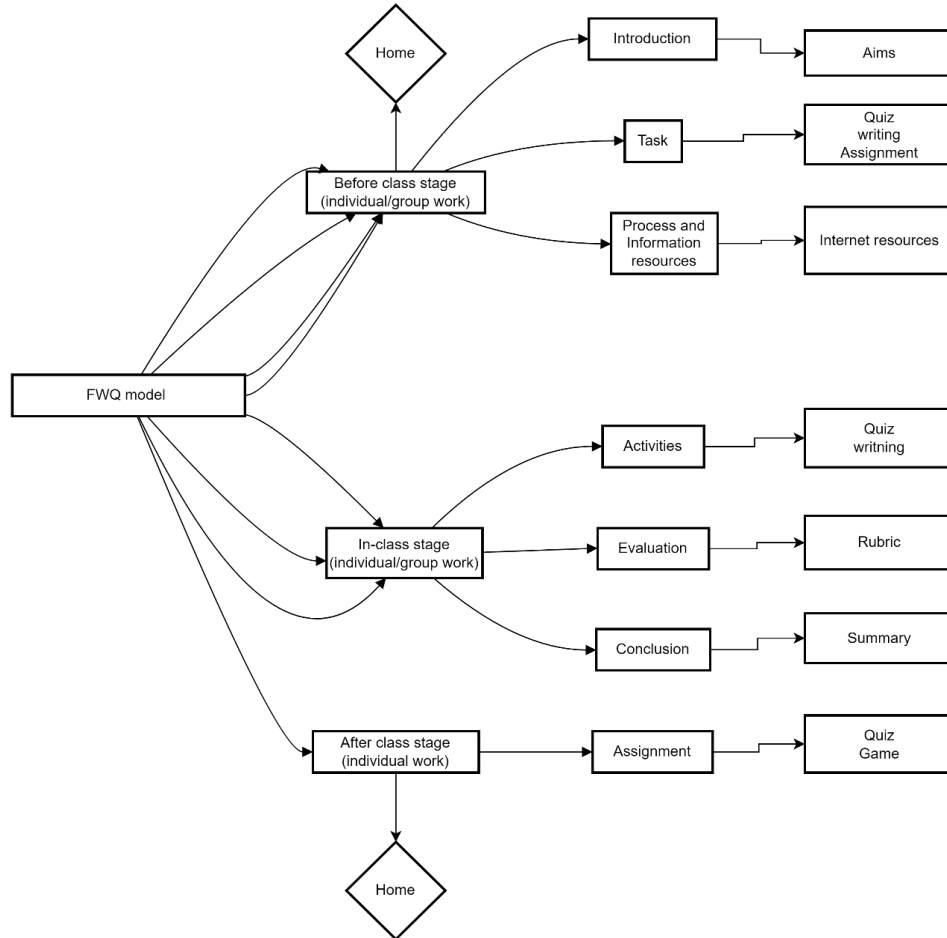 Home
Introduction
Aims
Task
Quiz
writing
Assignment
Before class stage
(individual/group work)
Process and
Information
resources
Internet resources
FWQ model
Activities
Quiz
writning
In-class stage
(individual/group work)
Evaluation
Rubric
Conclusion
Summary
After class stage
(individual work)
Assignment
Quiz
Game
Home